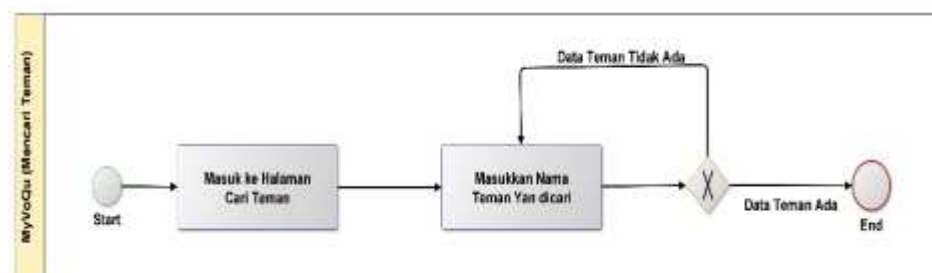 MyVoQu (Mencari Teman)
Start
Masuk ke Halaman
Cari Teman
Masukkan Nama
Teman Yan dicari
Data Teman Tidak Ada
Data Teman Ada
End